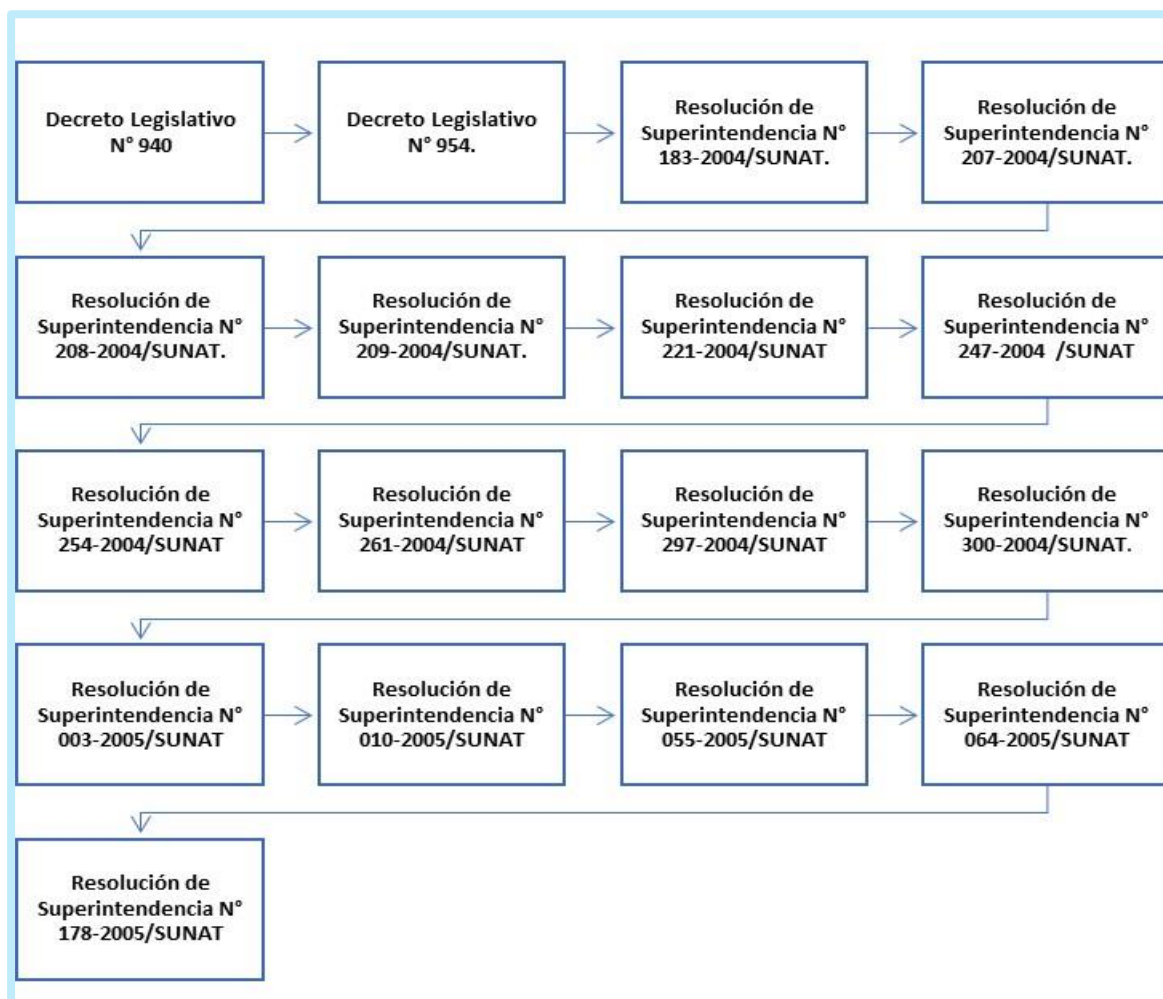 Decreto Legislativo
N° 940
Decreto Legislativo
N° 954.
Resolución de
Superintendencia N°
183-2004/SUNAT.
Resolución de
Superintendencia N°
207-2004/SUNAT.
Resolución de
Superintendencia N°
208-2004/SUNAT.
Resolución de
Superintendencia N°
209-2004/SUNAT.
Resolución de
Superintendencia N°
221-2004/SUNAT
Resolución de
Superintendencia N°
247-2004 /SUNAT
Resolución de
Superintendencia N°
254-2004/SUNAT
Resolución de
Superintendencia N°
261-2004/SUNAT
Resolución de
Superintendencia N°
297-2004/SUNAT
Resolución de
Superintendencia N°
300-2004/SUNAT.
Resolución de
Superintendencia N°
003-2005/SUNAT
Resolución de
Superintendencia N°
010-2005/SUNAT
Resolución de
Superintendencia N°
055-2005/SUNAT
Resolución de
Superintendencia N°
064-2005/SUNAT
Resolución de
Superintendencia N°
178-2005/SUNAT